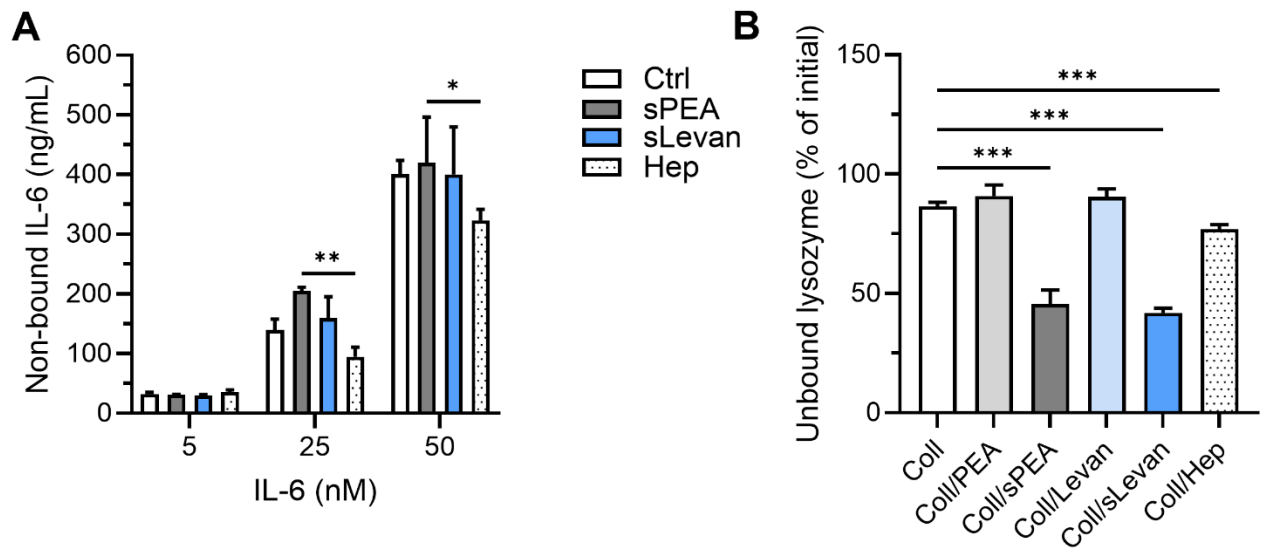 A
Non-bound IL-6 (ng/mL)
600
500
400
300
200
100
0
**
*
5
25
50
IL-6 (nM)
Ctrl
sPEA
sLevan
Hep
B
Unbound lysozyme (% of initial)
150
100
50
0
***
***
***
Coll
Coll/PEA
Coll/sPEA
Coll/Levan
Coll/sLevan
Coll/Hep